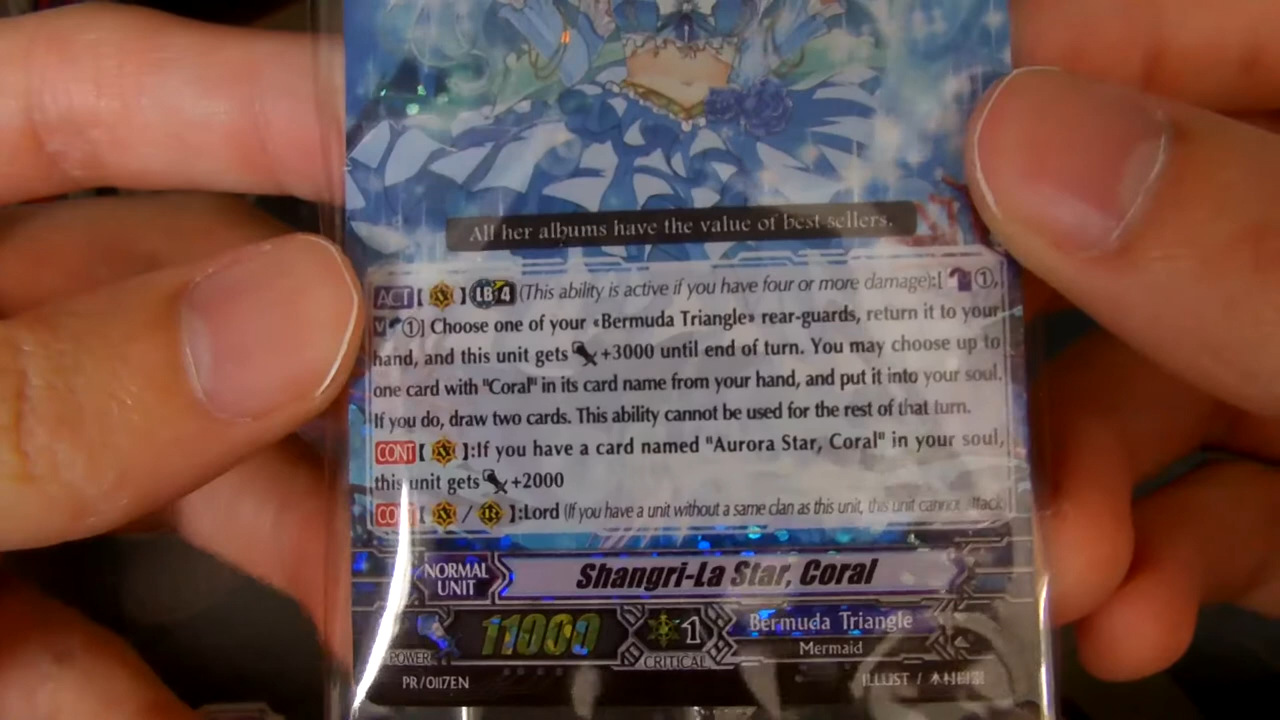 All her albums have the value of best sellers.
ACT【 V 】LB 4 (This ability is active if you have four or more damage):[ ①,
①] Choose one of your «Bermuda Triangle» rear-guards, return it to your
hand, and this unit gets +3000 until end of turn. You may choose up to
one card with "Coral" in its card name from your hand, and put it into your soul.
If you do, draw two cards. This ability cannot be used for the rest of that turn.
CONT【 V 】:If you have a card named "Aurora Star, Coral" in your soul,
this unit gets +2000
CONT【 V / R 】:Lord (If you have a unit without a same clan as this unit, this unit cannot attack
NORMAL UNIT
Shangri-La Star, Coral
POWER 11000
1 CRITICAL
Bermuda Triangle
Mermaid
PR/0117EN
ILLUST / 木村樹